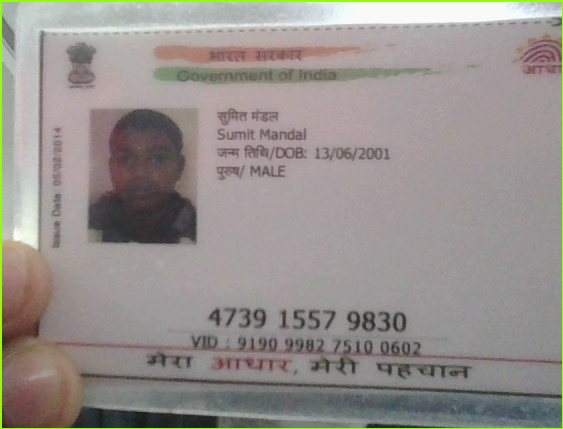 भारत सरकार
Government of India
आधा
सुमित मंडल
Sumit Mandal
जन्म तिथि/DOB: 13/06/2001
पुरुष/ MALE
Issue Date: 05/02/2014
4739 1557 9830
VID : 9190 9982 7510 0602
मेरा आधार, मेरी पहचान